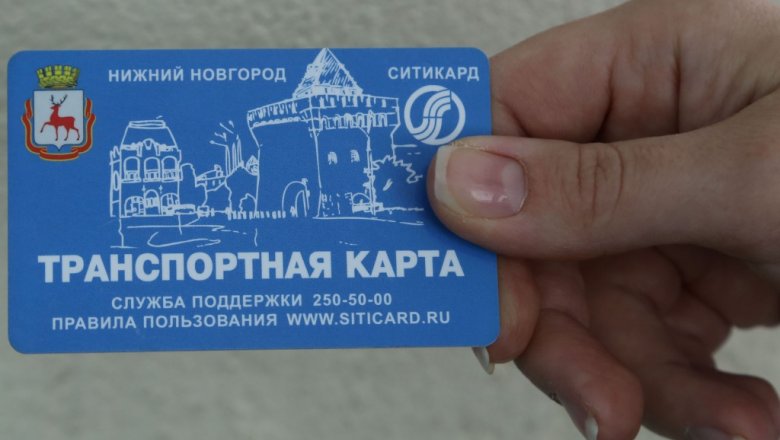 НИЖНИЙ НОВГОРОД СИТИКАРД
ТРАНСПОРТНАЯ КАРТА
СЛУЖБА ПОДДЕРЖКИ 250-50-00
ПРАВИЛА ПОЛЬЗОВАНИЯ WWW.SITICARD.RU